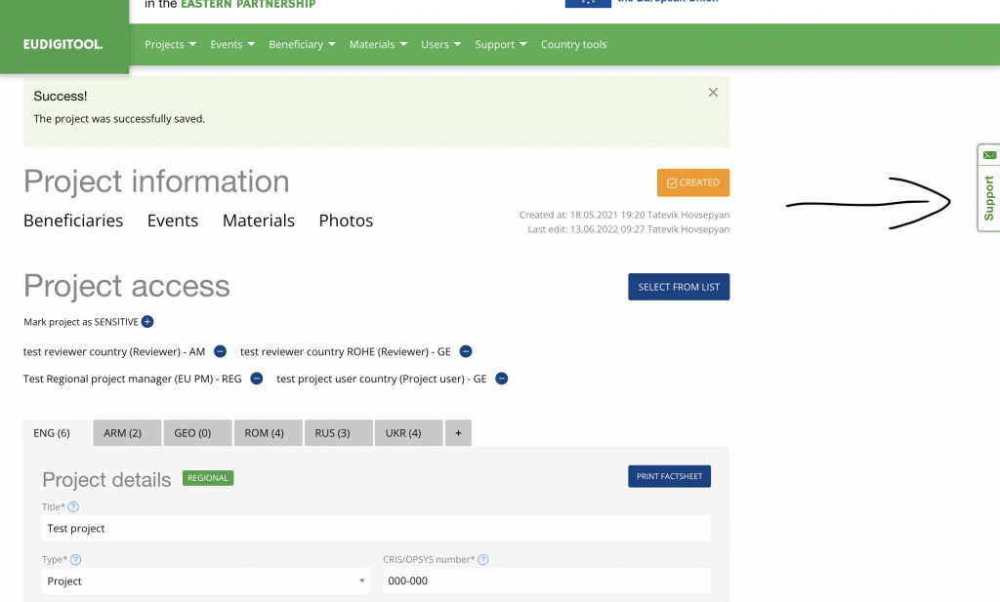 in the EASTERN PARTNERSHIP
the European Union
EUDIGITOOL.
Projects Events Beneficiary Materials Users Support Country tools
Success!
The project was successfully saved.
Project information
CREATED
Beneficiaries Events Materials Photos
Created at: 18.05.2021 19:20 Tatevik Hovsepyan
Last edit: 13.06.2022 09:27 Tatevik Hovsepyan
Support
Project access
SELECT FROM LIST
Mark project as SENSITIVE
test reviewer country (Reviewer) - AM test reviewer country ROHE (Reviewer) - GE
Test Regional project manager (EU PM) - REG test project user country (Project user) - GE
ENG (6) ARM (2) GEO (0) ROM (4) RUS (3) UKR (4) +
Project details REGIONAL
PRINT FACTSHEET
Title* ?
Test project
Type* ? CRIS/OPSYS number* ?
Project 000-000